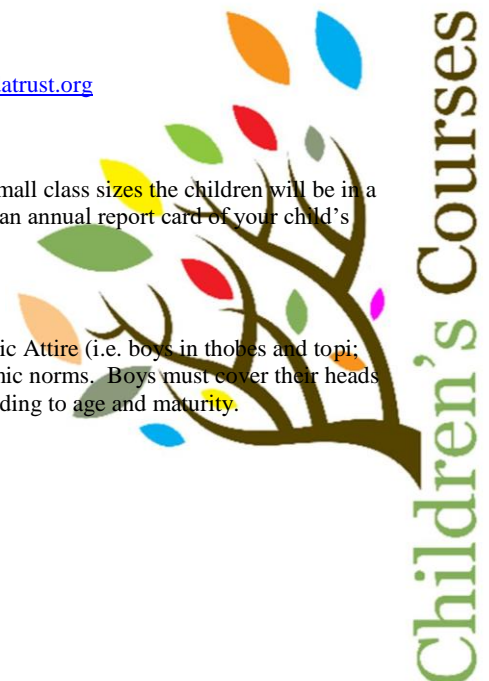 atrust.org
mall class sizes the children will be in a
an annual report card of your child's
ic Attire (i.e. boys in thobes and topi;
nic norms.  Boys must cover their heads
ding to age and maturity.
Children's Courses